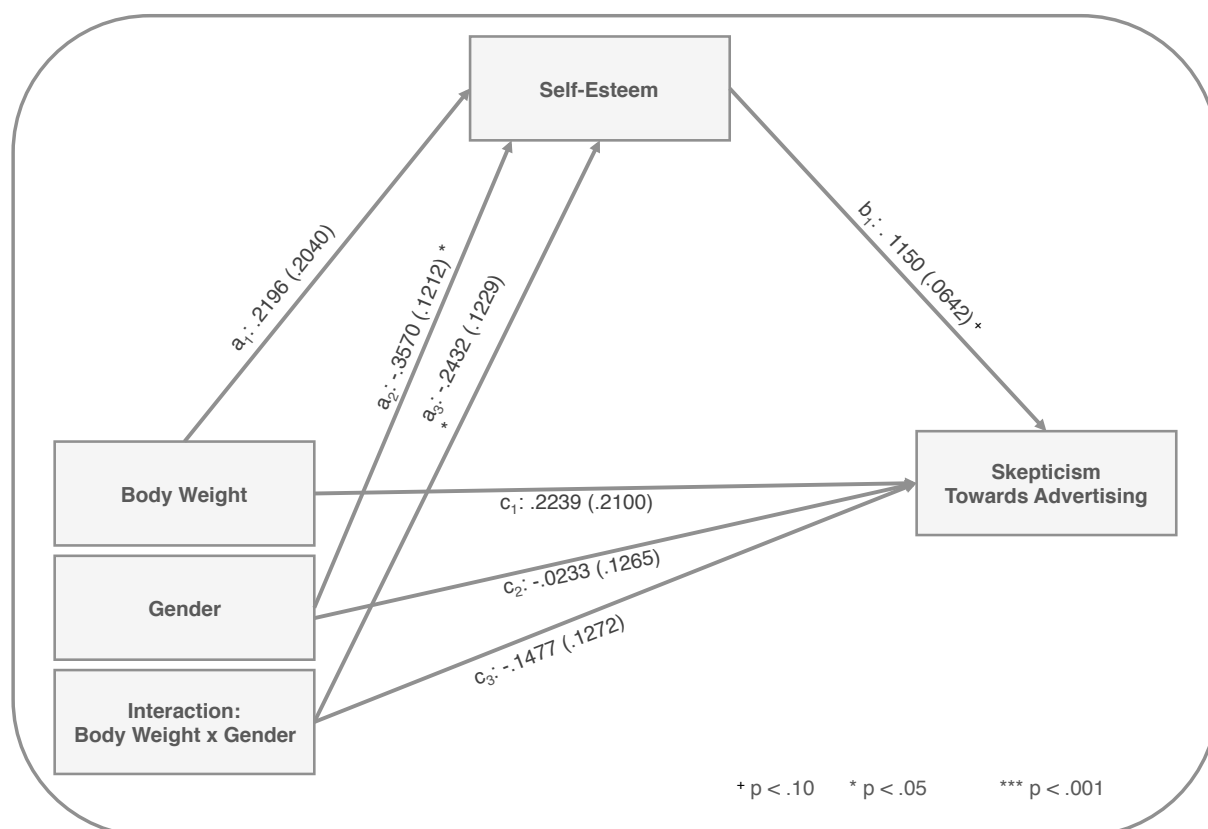 Self-Esteem
a₁: .2196 (.2040)
a₂: -.3570 (.1212) *
a₃: -.2432 (.1229)
*
b₁: . 1150 (.0642) ⁺
Body Weight
Skepticism
Towards Advertising
c₁: .2239 (.2100)
Gender
c₂: -.0233 (.1265)
c₃: -.1477 (.1272)
Interaction:
Body Weight x Gender
⁺ p < .10 * p < .05 *** p < .001